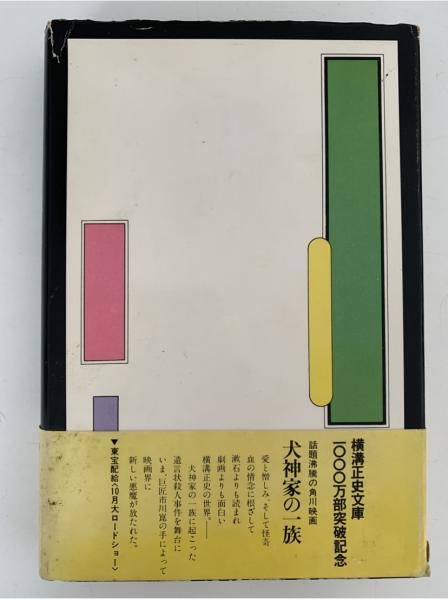 横溝正史文庫
一〇〇〇万部突破記念
話題沸騰の角川映画
犬神家の一族
愛と憎しみ、そして怪奇
血の情念に根ざして
漱石よりも読まれ
劇画よりも面白い
横溝正史の世界。——
犬神家の一族に起こった
遺言状殺人事件を舞台に
いま、巨匠市川崑の手によって
映画界に
新しい悪魔が放たれた。
▼東宝配給〈10月大ロードショー〉